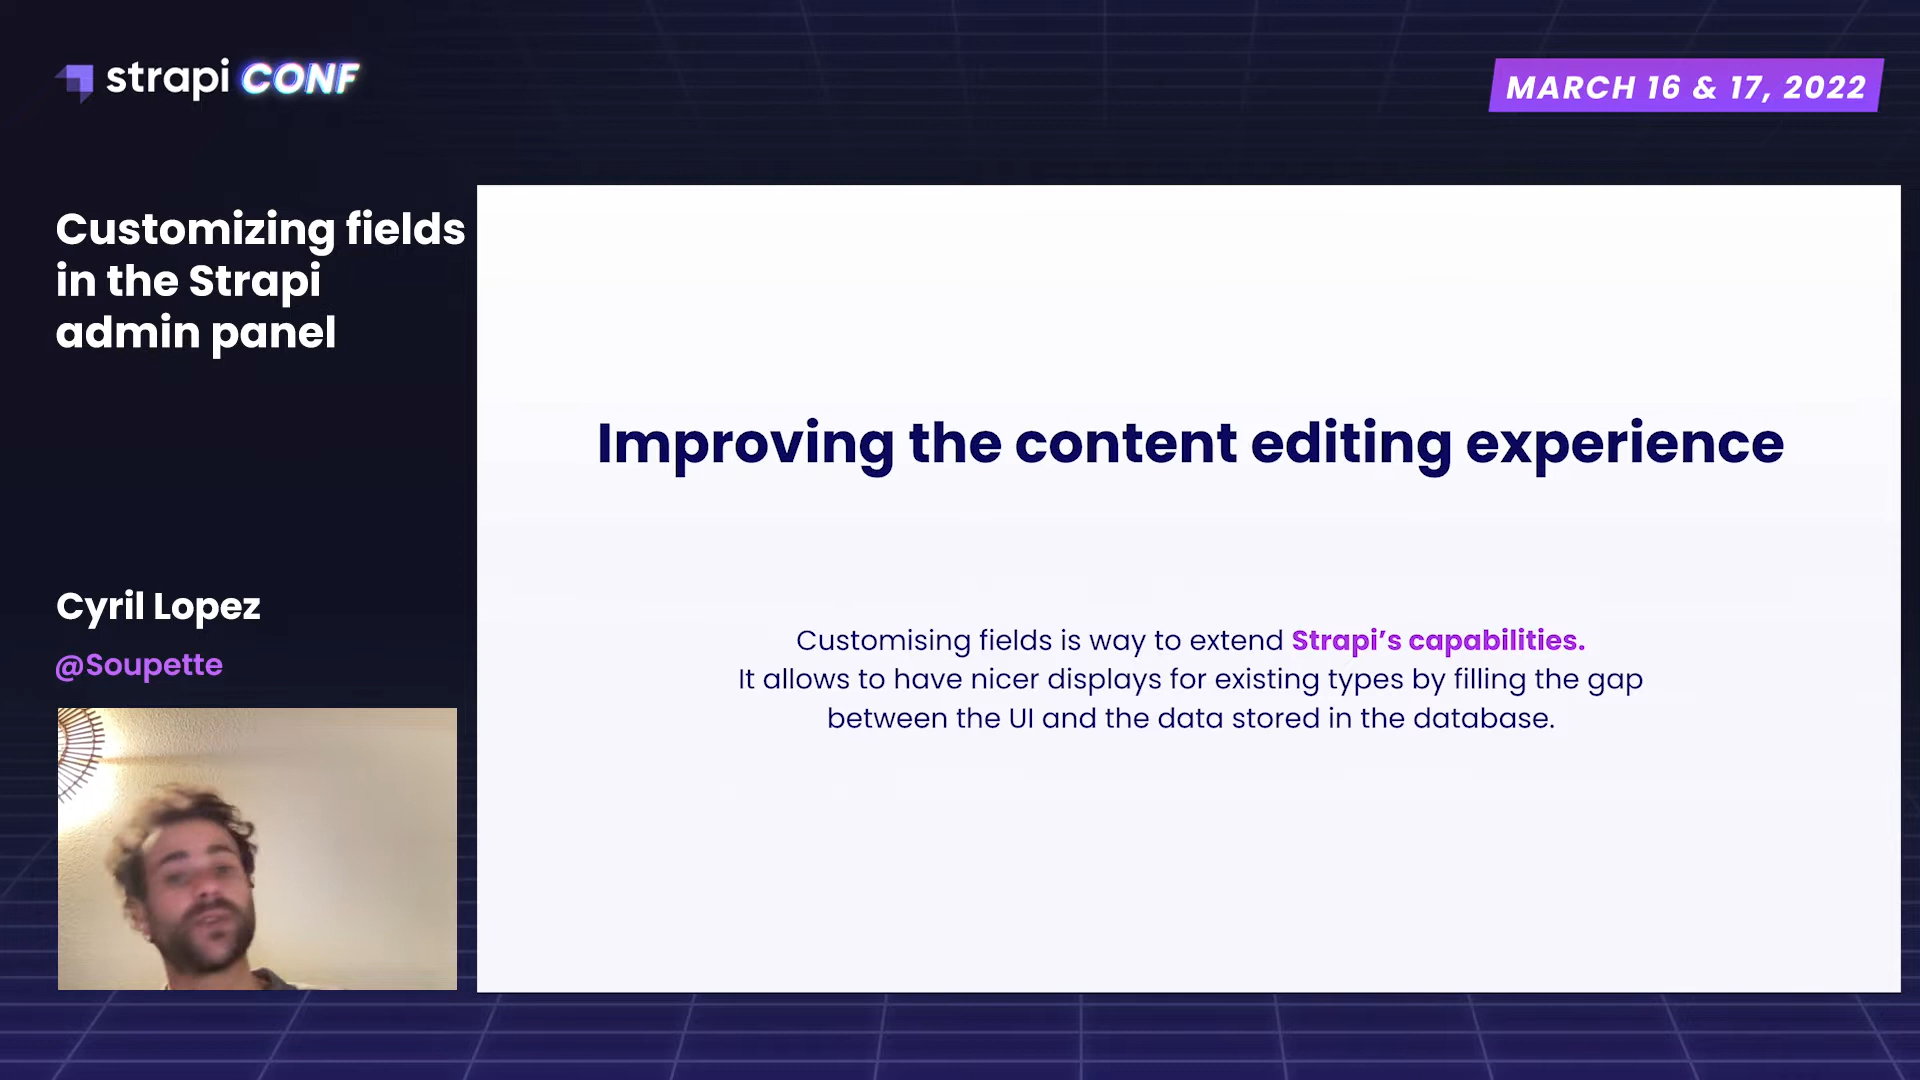 strapi CONF
MARCH 16 & 17, 2022
Customizing fields
in the Strapi
admin panel
Improving the content editing experience
Customising fields is way to extend Strapi’s capabilities.
It allows to have nicer displays for existing types by filling the gap
between the UI and the data stored in the database.
Cyril Lopez
@Soupette